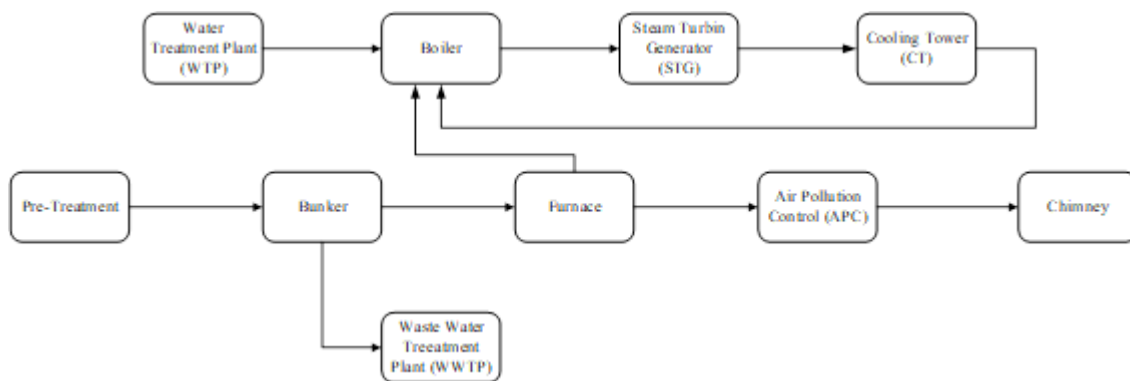 Water
Treatment Plant
(WTP)
Boiler
Steam Turbin
Generator
(STG)
Cooling Tower
(CT)
Pre-Treatment
Bunker
Furnace
Air Pollution
Control (APC)
Chimney
Waste Water
Treeatment
Plant (WWTP)